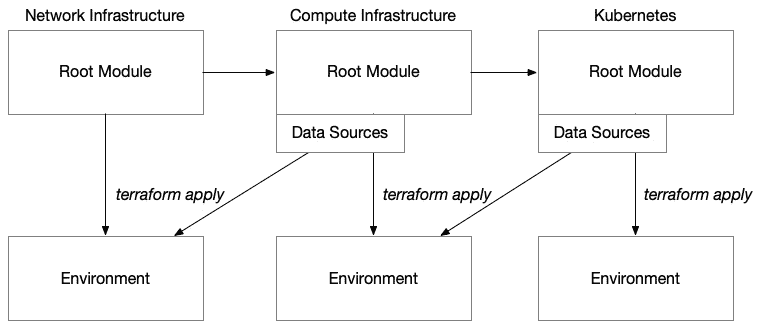 Network Infrastructure
Compute Infrastructure
Kubernetes
Root Module
Root Module
Root Module
Data Sources
Data Sources
terraform apply
terraform apply
terraform apply
Environment
Environment
Environment